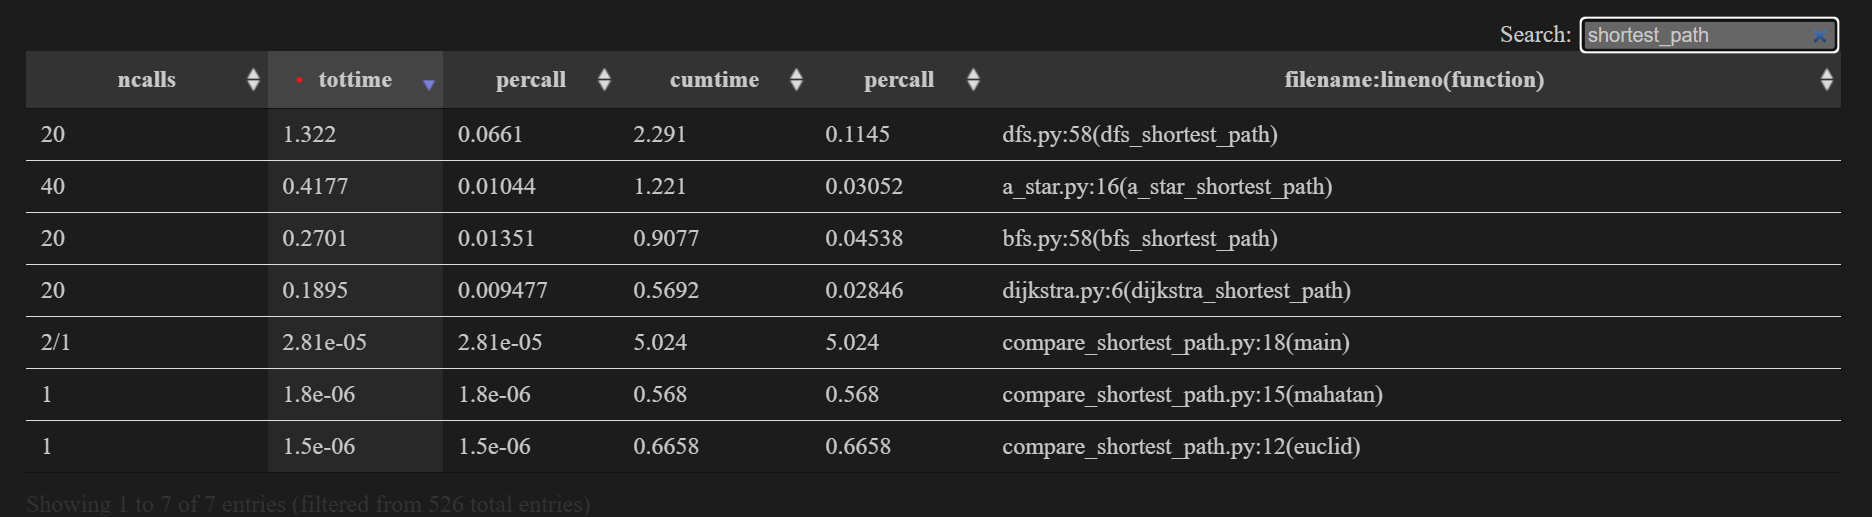 Search: shortest_path
ncalls tottime percall cumtime percall filename:lineno(function)
20 1.322 0.0661 2.291 0.1145 dfs.py:58(dfs_shortest_path)
40 0.4177 0.01044 1.221 0.03052 a_star.py:16(a_star_shortest_path)
20 0.2701 0.01351 0.9077 0.04538 bfs.py:58(bfs_shortest_path)
20 0.1895 0.009477 0.5692 0.02846 dijkstra.py:6(dijkstra_shortest_path)
2/1 2.81e-05 2.81e-05 5.024 5.024 compare_shortest_path.py:18(main)
1 1.8e-06 1.8e-06 0.568 0.568 compare_shortest_path.py:15(mahatan)
1 1.5e-06 1.5e-06 0.6658 0.6658 compare_shortest_path.py:12(euclid)
Showing 1 to 7 of 7 entries (filtered from 526 total entries)